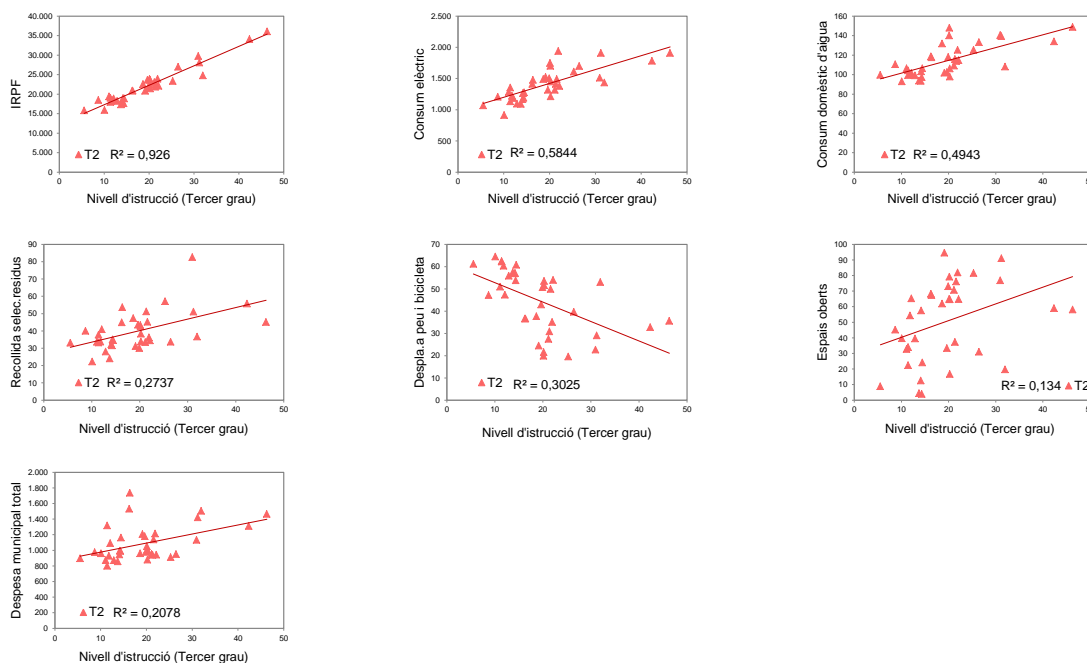 IRPF
40.000
35.000
30.000
25.000
20.000
15.000
10.000
5.000
0
T2 R² = 0,926
0 10 20 30 40 50
Nivell d'istrucció (Tercer grau)
Consum elèctric
2.500
2.000
1.500
1.000
500
0
T2 R² = 0,5844
0 10 20 30 40 50
Nivell d'istrucció (Tercer grau)
Consum domèstic d'aigua
160
140
120
100
80
60
40
20
0
T2 R² = 0,4943
0 10 20 30 40 50
Nivell d'istrucció (Tercer grau)
Recollida selec.residus
90
80
70
60
50
40
30
20
10
0
T2 R² = 0,2737
0 10 20 30 40 50
Nivell d'istrucció (Tercer grau)
Despla.a peu i bicicleta
70
60
50
40
30
20
10
0
T2 R² = 0,3025
0 10 20 30 40 50
Nivell d'istrucció (Tercer grau)
Espais oberts
100
90
80
70
60
50
40
30
20
10
0
R² = 0,134 T2
0 10 20 30 40 50
Nivell d'istrucció (Tercer grau)
Despesa municipal total
2.000
1.800
1.600
1.400
1.200
1.000
800
600
400
200
0
T2 R² = 0,2078
0 10 20 30 40 50
Nivell d'istrucció (Tercer grau)